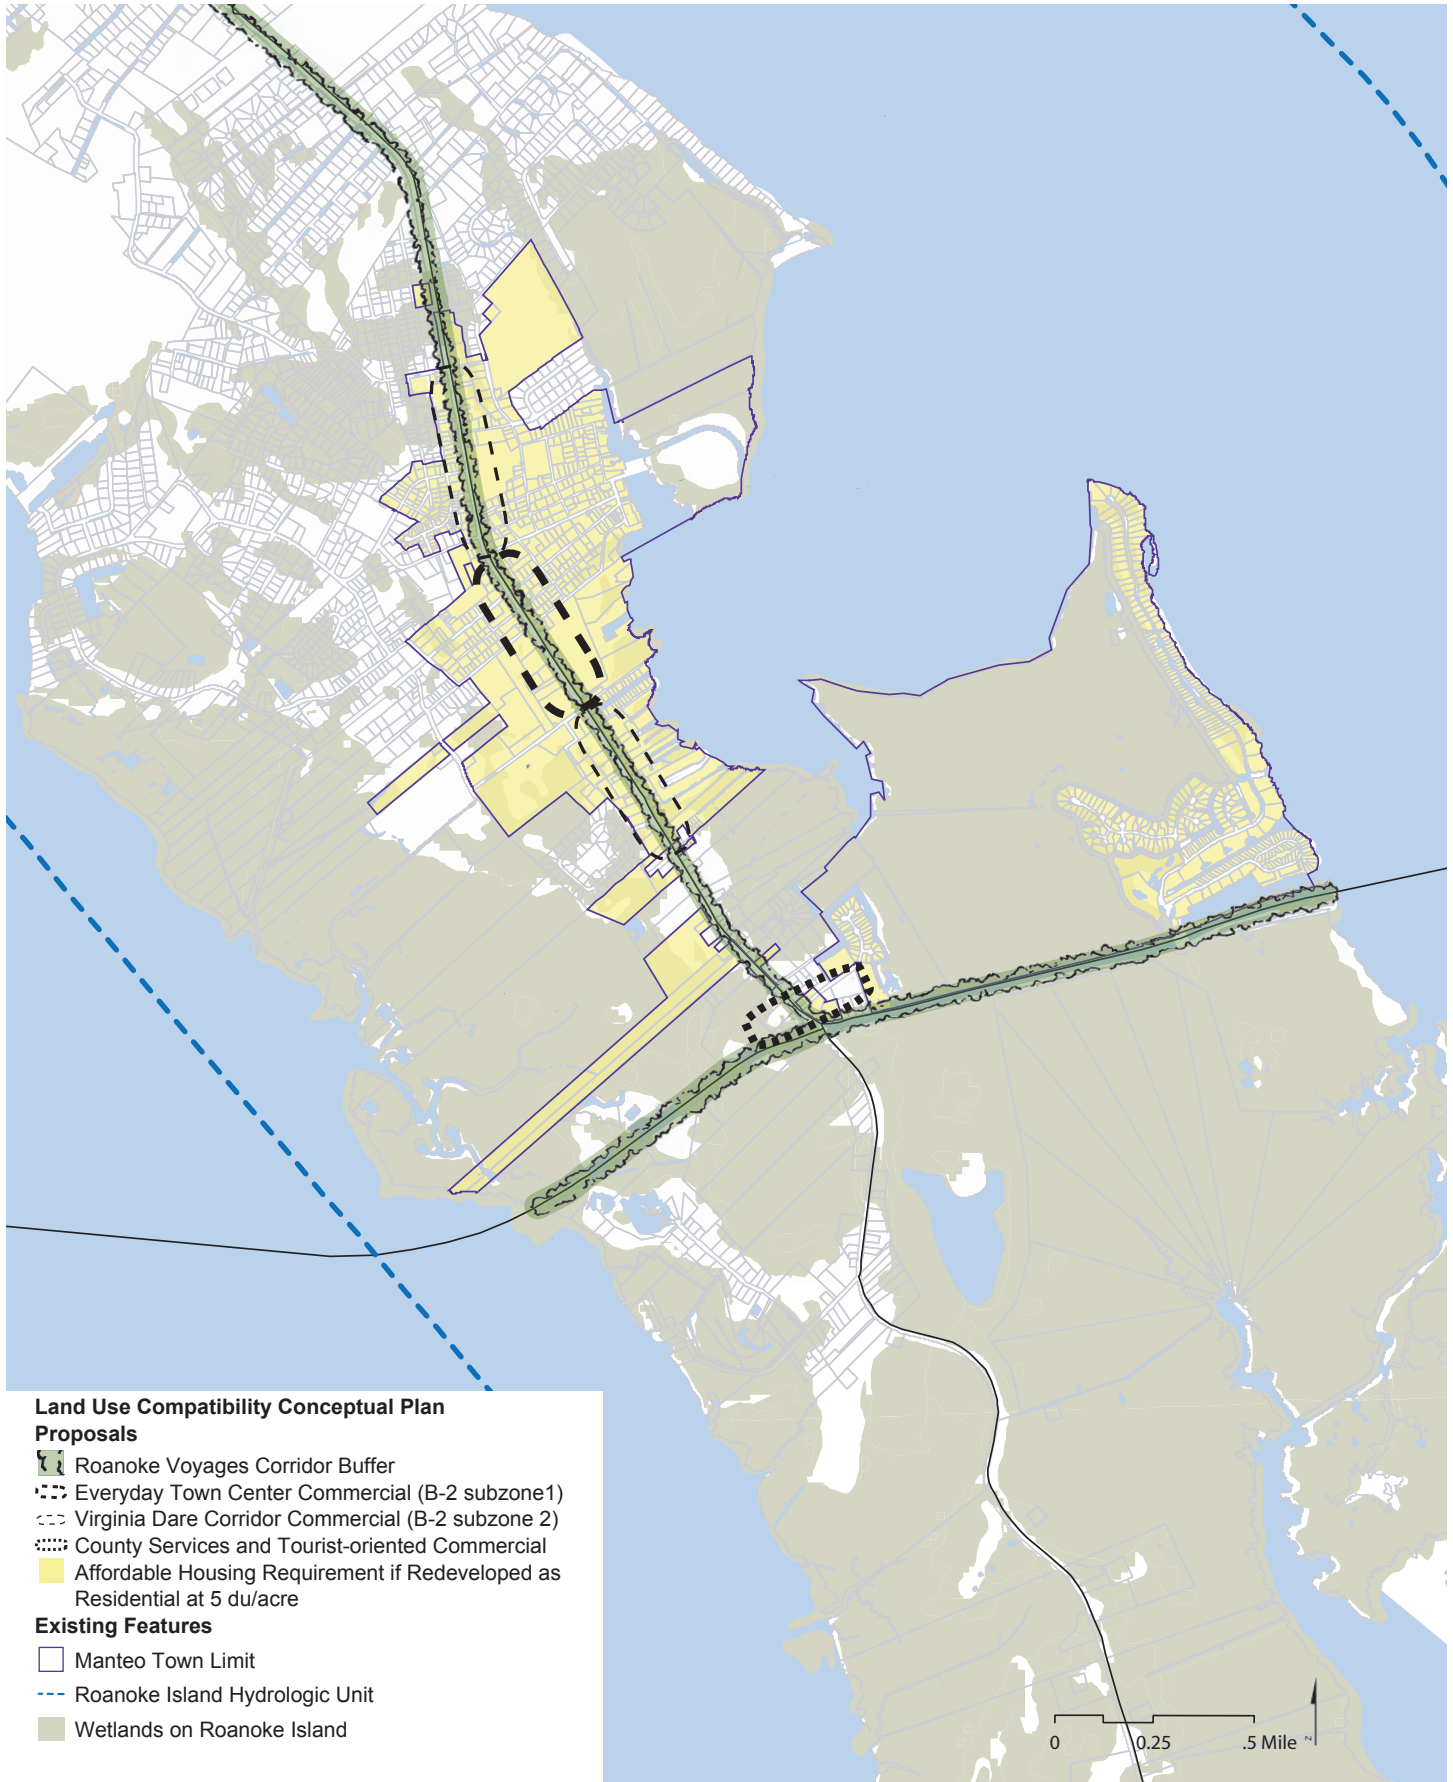 Land Use Compatibility Conceptual Plan
Proposals
Roanoke Voyages Corridor Buffer
Everyday Town Center Commercial (B-2 subzone1)
Virginia Dare Corridor Commercial (B-2 subzone 2)
County Services and Tourist-oriented Commercial
Affordable Housing Requirement if Redeveloped as
Residential at 5 du/acre
Existing Features
Manteo Town Limit
Roanoke Island Hydrologic Unit
Wetlands on Roanoke Island
0 0.25 .5 Mile
N